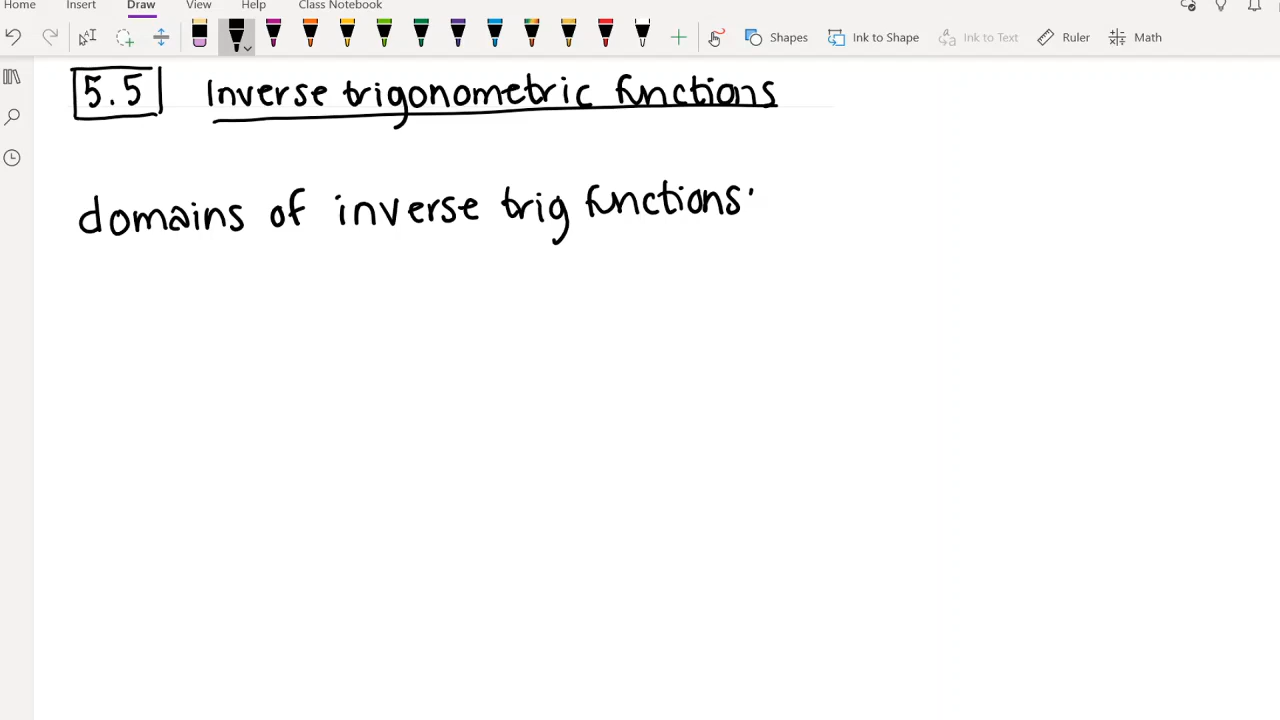 Home Insert Draw View Help Class Notebook
Shapes Ink to Shape Ink to Text Ruler Math
5.5 Inverse trigonometric functions
domains of inverse trig functions